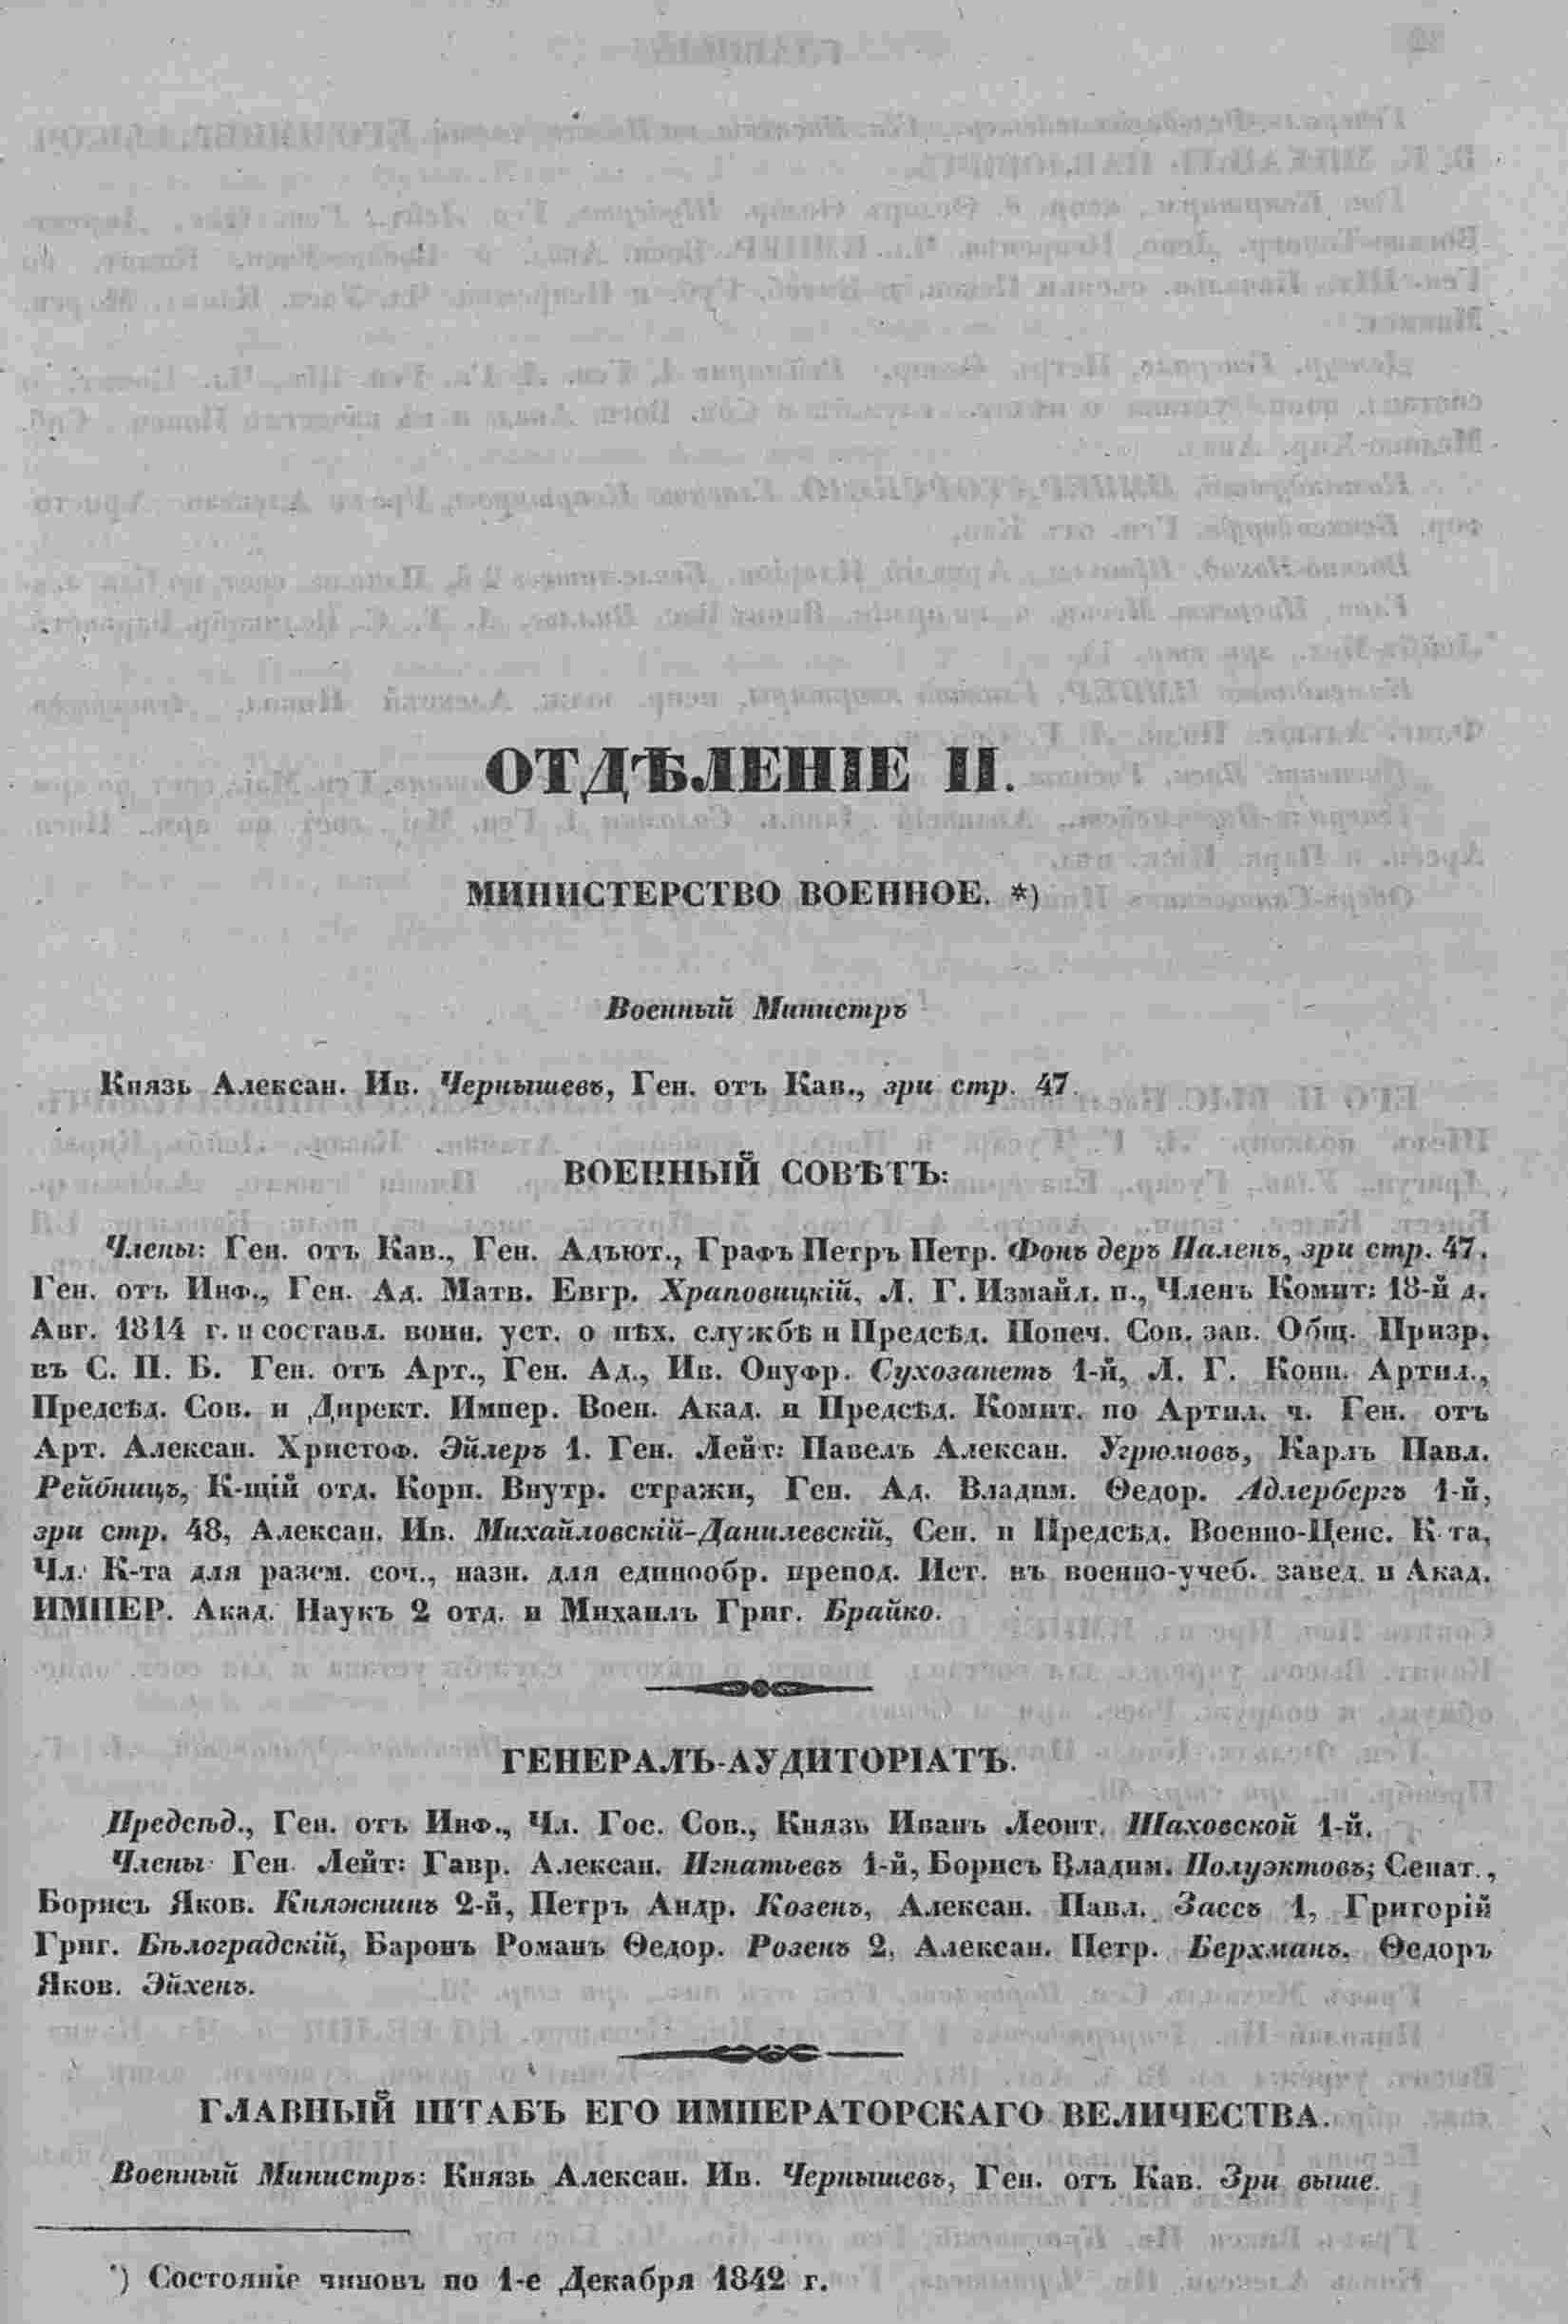 ОТДѢЛЕНІЕ II.
МИНИСТЕРСТВО ВОЕННОЕ. *)
Военный Министръ
Князь Алексан. Ив. Чернышевъ, Ген. отъ Кав., зри стр. 47.
ВОЕННЫЙ СОВѢТЪ:
Члены: Ген. отъ Кав., Ген. Адъют., Графъ Петръ Петр. Фонъ деръ Паленъ, зри стр. 47.
Ген. отъ Инф., Ген. Ад. Матв. Евгр. Храповицкій, Л. Г. Измайл. п., Членъ Комит: 18-й д.
Авг. 1814 г. и составл. воин. уст. о пѣх. службѣ и Предсѣд. Попеч. Сов. зав. Общ. Призр.
въ С. П. Б. Ген. отъ Арт., Ген. Ад., Ив. Онуфр. Сухозанетъ 1-й, Л. Г. Конн. Артил.,
Предсѣд. Сов. и Директ. Импер. Воен. Акад. и Предсѣд. Комит. по Артил. ч. Ген. отъ
Арт. Алексан. Христоф. Эйлеръ 1. Ген. Лейт: Павелъ Алексан. Угрюмовъ, Карлъ Павл.
Рейбницъ, К-щій отд. Корп. Внутр. стражи, Ген. Ад. Владим. Ѳедор. Адлербергъ 1-й,
зри стр. 48, Алексан. Ив. Михайловскій-Данилевскій, Сен. и Предсѣд. Военно-Ценс. К-та,
Чл. К-та для разсм. соч., назн. для единообр. препод. Ист. въ военно-учеб. завед. и Акад.
ИМПЕР. Акад. Наукъ 2 отд. и Михаилъ Григ. Брайко.
ГЕНЕРАЛЪ-АУДИТОРІАТЪ.
Предсѣд., Ген. отъ Инф., Чл. Гос. Сов., Князь Иванъ Леонт. Шаховской 1-й.
Члены Ген. Лейт: Гавр. Алексан. Игнатьевъ 1-й, Борисъ Владим. Полуэктовъ; Сенат.,
Борисъ Яков. Княжнинъ 2-й, Петръ Андр. Козенъ, Алексан. Павл. Зассъ 1, Григорій
Григ. Бѣлоградскій, Баронъ Романъ Ѳедор. Розенъ 2, Алексан. Петр. Берхманъ, Ѳедоръ
Яков. Эйхенъ.
ГЛАВНЫЙ ШТАБЪ ЕГО ИМПЕРАТОРСКАГО ВЕЛИЧЕСТВА.
Военный Министръ: Князь Алексан. Ив. Чернышевъ, Ген. отъ Кав. Зри выше.
*) Состояніе чиновъ по 1-е Декабря 1842 г.